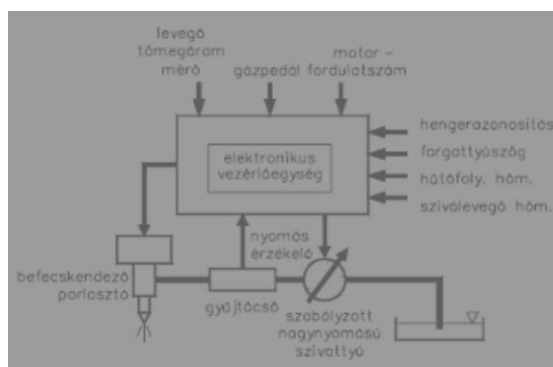 levegő
tömegáram
mérő
gázpedál
motor –
fordulatszám
hengerazonosítás
forgattyúszög
hűtőfoly. hőm.
szívólevegő hőm.
elektronikus
vezérlőegység
nyomás
érzékelő
befecskendező
porlasztó
gyűjtőcső
szabályzott
nagynyomású
szivattyú